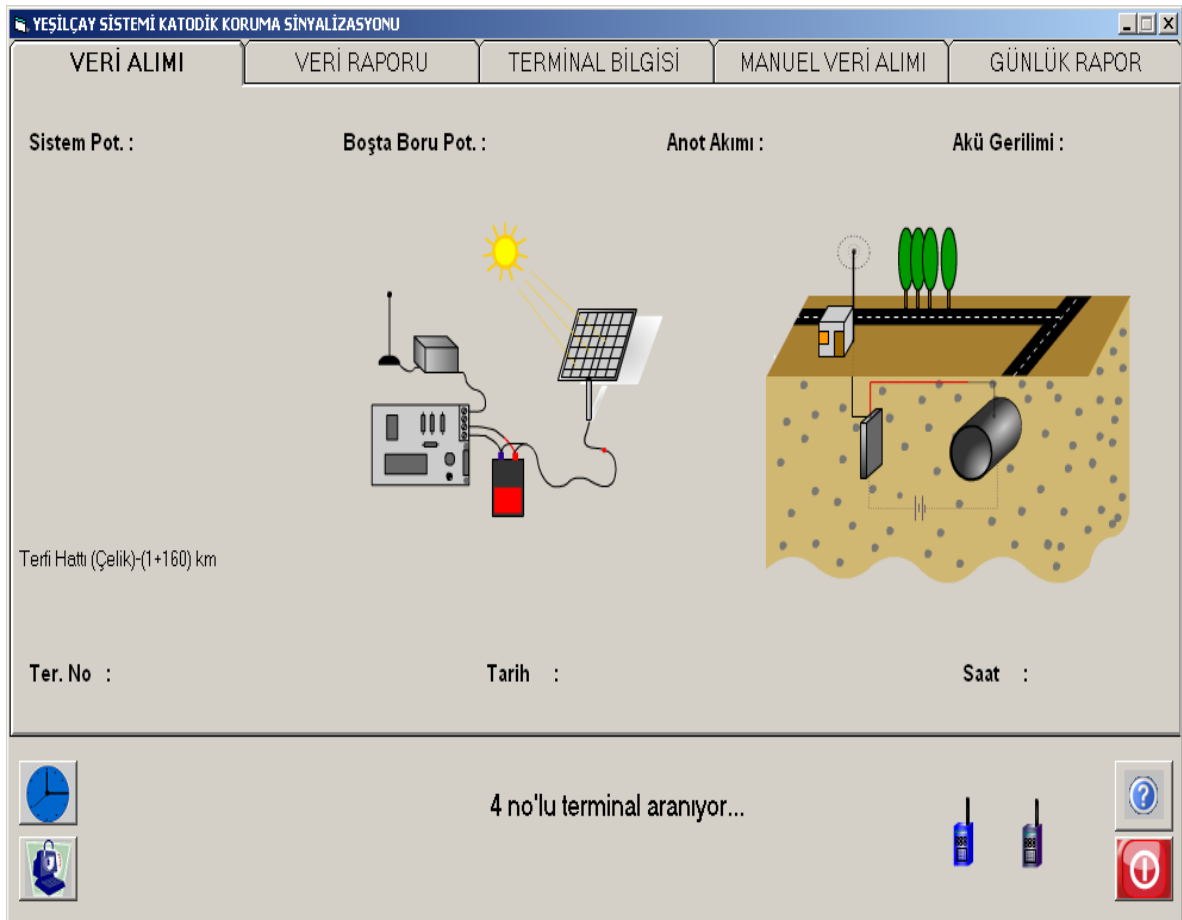 YEŞİLÇAY SİSTEMİ KATODİK KORUMA SİNYALİZASYONU
VERİ ALIMI
VERİ RAPORU
TERMİNAL BİLGİSİ
MANUEL VERİ ALIMI
GÜNLÜK RAPOR
Sistem Pot. :
Boşta Boru Pot. :
Anot Akımı :
Akü Gerilimi :
Terfi Hattı (Çelik)-(1+160) km
Ter. No :
Tarih :
Saat :
4 no'lu terminal aranıyor...